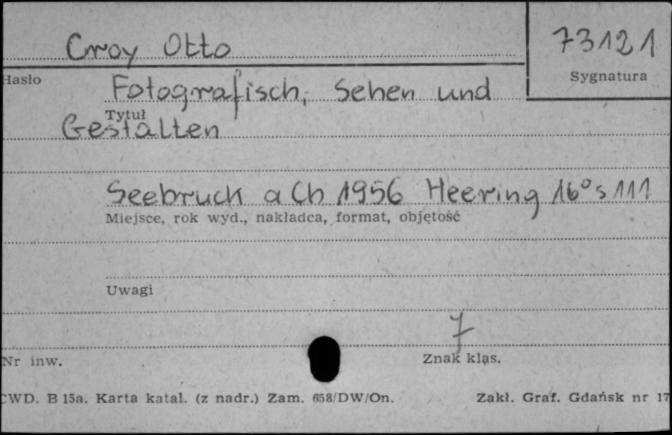 Croy Otto
73121
Hasło
Sygnatura
Fotografisch, Sehen und
Tytuł
Gestalten
Seebruck a Ch 1956 Heering 16° s 111
Miejsce, rok wyd., nakładca, format, objętość
Uwagi
7
Nr inw.
Znak klas.
CWD. B 15a. Karta katal. (z nadr.) Zam. 658/DW/On.
Zakł. Graf. Gdańsk nr 17